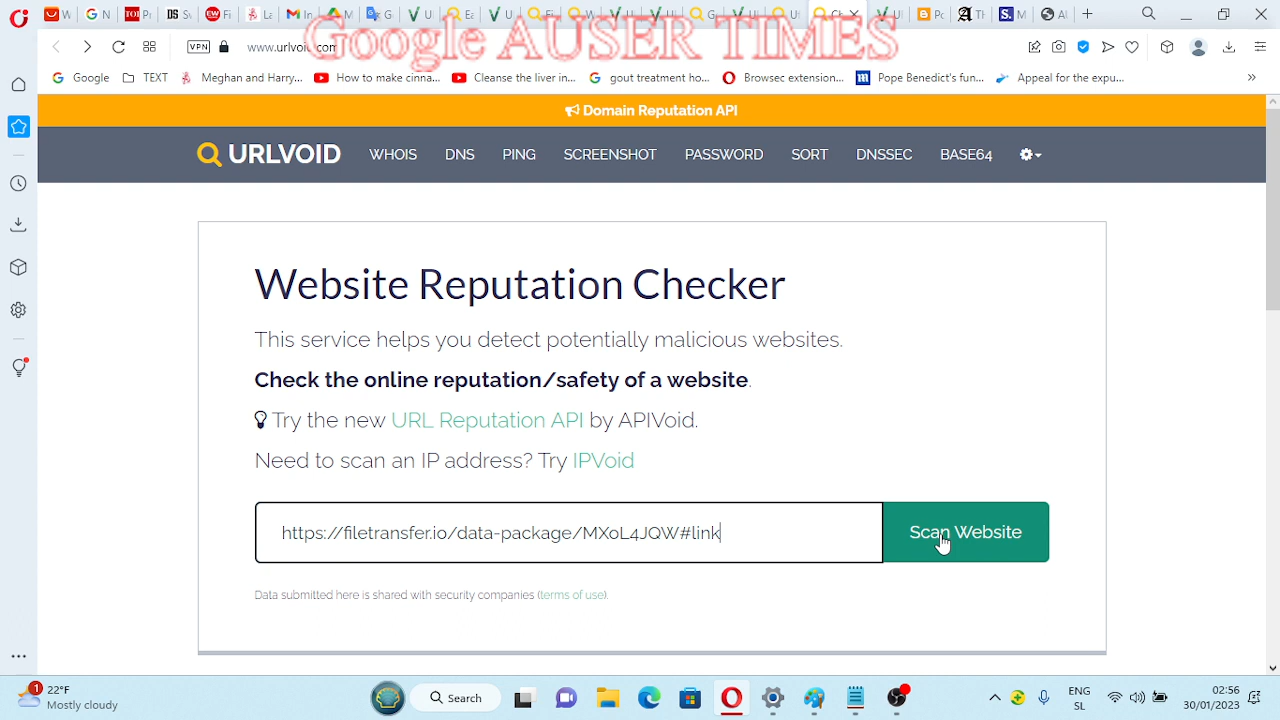 Google AUSER TIMES
VPN
www.urlvoid.com
Google
TEXT
Meghan and Harry...
How to make cinna...
Cleanse the liver in...
gout treatment ho...
Browsec extension...
Pope Benedict's fun...
Appeal for the expu...
Domain Reputation API
URLVOID
WHOIS
DNS
PING
SCREENSHOT
PASSWORD
SORT
DNSSEC
BASE64
Website Reputation Checker
This service helps you detect potentially malicious websites.
Check the online reputation/safety of a website.
Try the new URL Reputation API by APIVoid.
Need to scan an IP address? Try IPVoid
https://filetransfer.io/data-package/MXoL4JQW#link
Scan Website
Data submitted here is shared with security companies (terms of use).
1
22°F
Mostly cloudy
Search
ENG
SL
02:56
30/01/2023